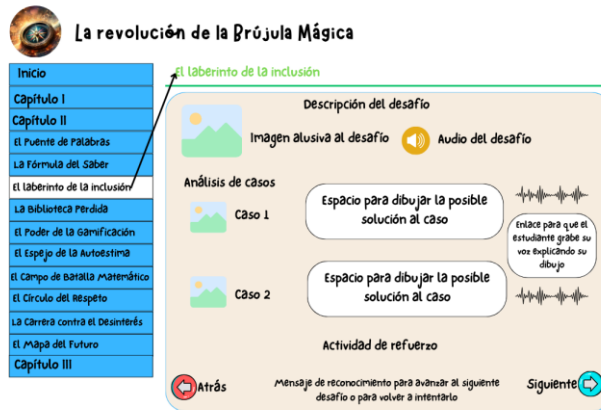 La revolución de la Brújula Mágica
Inicio
Capítulo I
Capítulo II
El Puente de Palabras
La Fórmula del Saber
El laberinto de la inclusión
La Biblioteca Perdida
El Poder de la Gamificación
El Espejo de la Autoestima
El Campo de Batalla Matemático
El Círculo del Respeto
La Carrera contra el Desinterés
El Mapa del Futuro
Capítulo III
El laberinto de la inclusión
Descripción del desafío
Imagen alusiva al desafío
Audio del desafío
Análisis de casos
Caso 1
Espacio para dibujar la posible
solución al caso
Enlace para que el
estudiante grabe su
voz explicando su
dibujo
Caso 2
Espacio para dibujar la posible
solución al caso
Actividad de refuerzo
Atrás
Mensaje de reconocimiento para avanzar al siguiente
desafío o para volver a intentarlo
Siguiente